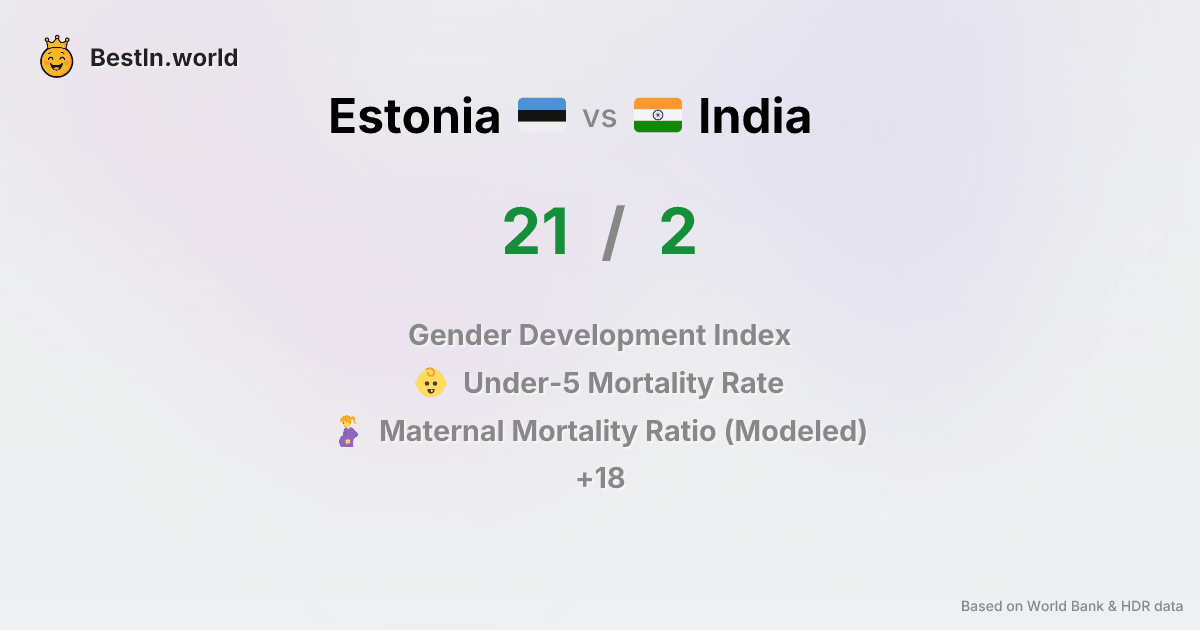 BestIn.world
Estonia vs India
21 / 2
Gender Development Index
Under-5 Mortality Rate
Maternal Mortality Ratio (Modeled)
+18
Based on World Bank & HDR data